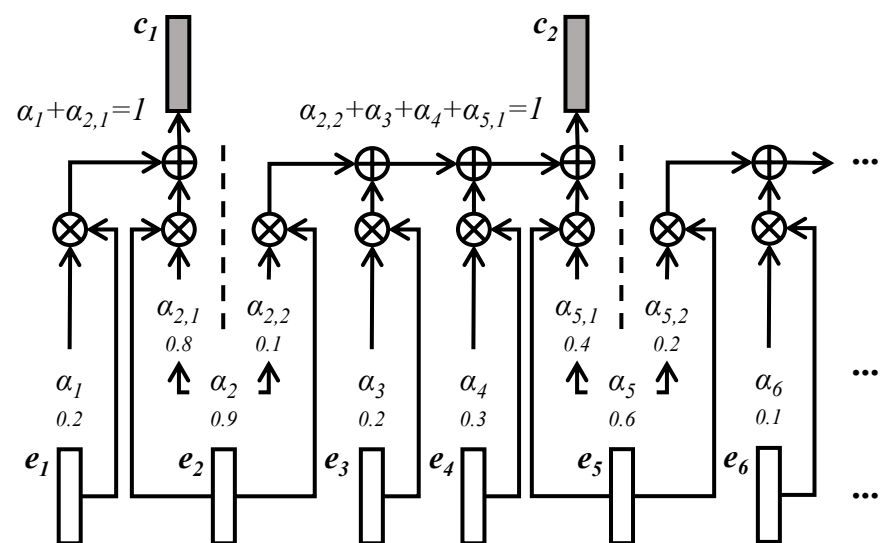 c1 c2
α1+α2,1=1 α2,2+α3+α4+α5,1=1
...
α2,1 α2,2 α5,1 α5,2
0.8 0.1 0.4 0.2
α1 α2 α3 α4 α5 α6 ...
0.2 0.9 0.2 0.3 0.6 0.1
e1 e2 e3 e4 e5 e6
...